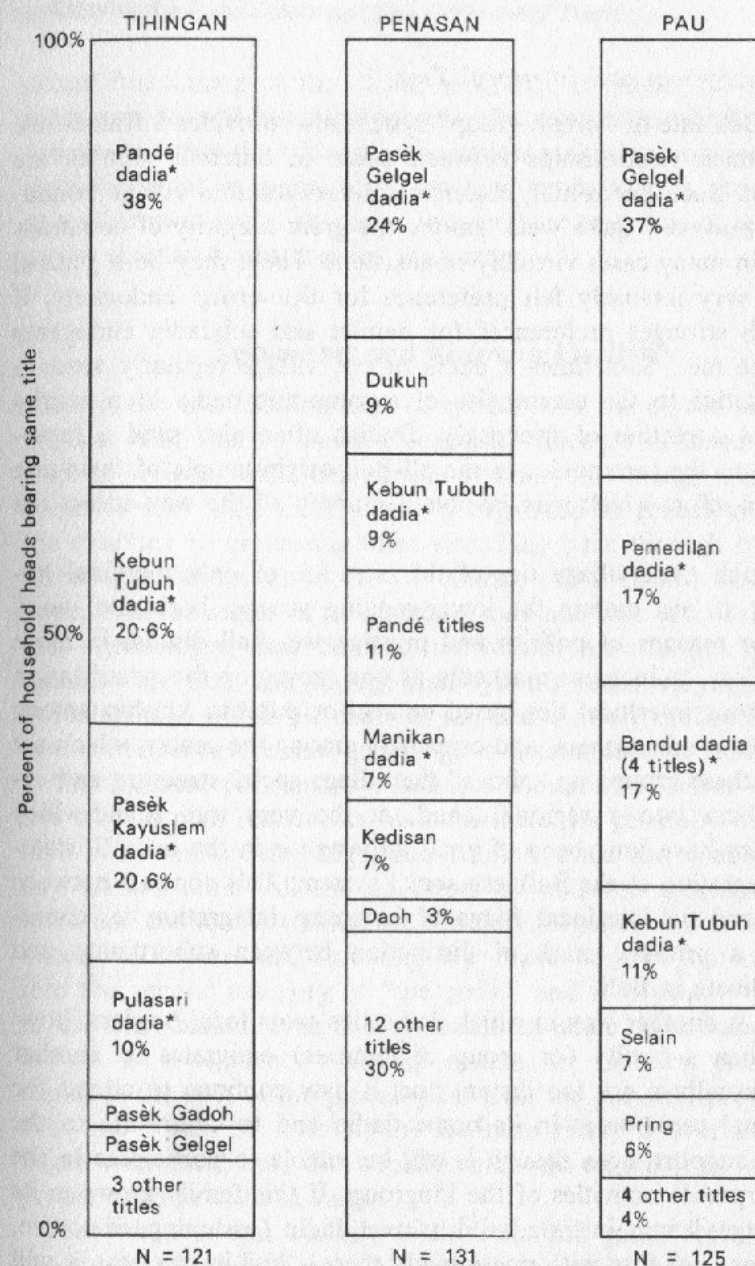 TIHINGAN
PENASAN
PAU
100%
50%
0%
Percent of household heads bearing same title
Pandé
dadia*
38%
Kebun
Tubuh
dadia*
20·6%
Pasèk
Kayuslem
dadia*
20·6%
Pulasari
dadia*
10%
Pasèk Gadoh
Pasèk Gelgel
3 other
titles
N = 121
Pasèk
Gelgel
dadia*
24%
Dukuh
9%
Kebun Tubuh
dadia*
9%
Pandé titles
11%
Manikan
dadia*
7%
Kedisan
7%
Daoh 3%
12 other
titles
30%
N = 131
Pasèk
Gelgel
dadia*
37%
Pemedilan
dadia*
17%
Bandul dadia
(4 titles)*
17%
Kebun Tubuh
dadia*
11%
Selain
7%
Pring
6%
4 other titles
4%
N = 125